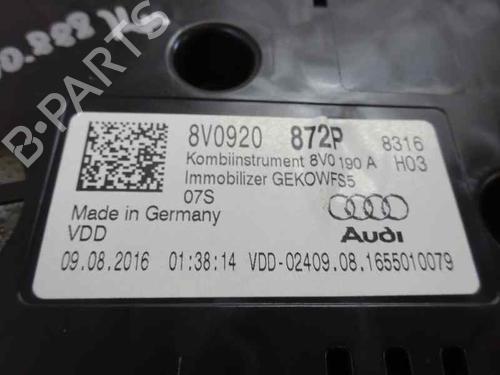 8V0920 872P 8316
Kombiinstrument 8V0 190 A H03
Immobilizer GEKOWFS5
07S
Made in Germany
VDD
Audi
09.08.2016 01:38:14 VDD-02409.08.1655010079
B-PARTS